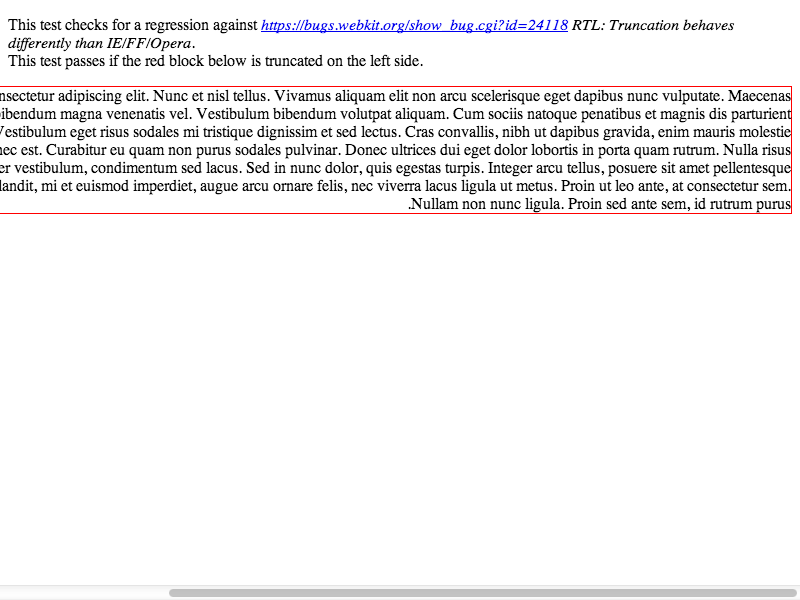 This test checks for a regression against https://bugs.webkit.org/show_bug.cgi?id=24118 RTL: Truncation behaves
differently than IE/FF/Opera.
This test passes if the red block below is truncated on the left side.
nsectetur adipiscing elit. Nunc et nisl tellus. Vivamus aliquam elit non arcu scelerisque eget dapibus nunc vulputate. Maecenas
ibendum magna venenatis vel. Vestibulum bibendum volutpat aliquam. Cum sociis natoque penatibus et magnis dis parturient
Vestibulum eget risus sodales mi tristique dignissim et sed lectus. Cras convallis, nibh ut dapibus gravida, enim mauris molestie
nec est. Curabitur eu quam non purus sodales pulvinar. Donec ultrices dui eget dolor lobortis in porta quam rutrum. Nulla risus
er vestibulum, condimentum sed lacus. Sed in nunc dolor, quis egestas turpis. Integer arcu tellus, posuere sit amet pellentesque
landit, mi et euismod imperdiet, augue arcu ornare felis, nec viverra lacus ligula ut metus. Proin ut leo ante, at consectetur sem.
.Nullam non nunc ligula. Proin sed ante sem, id rutrum purus